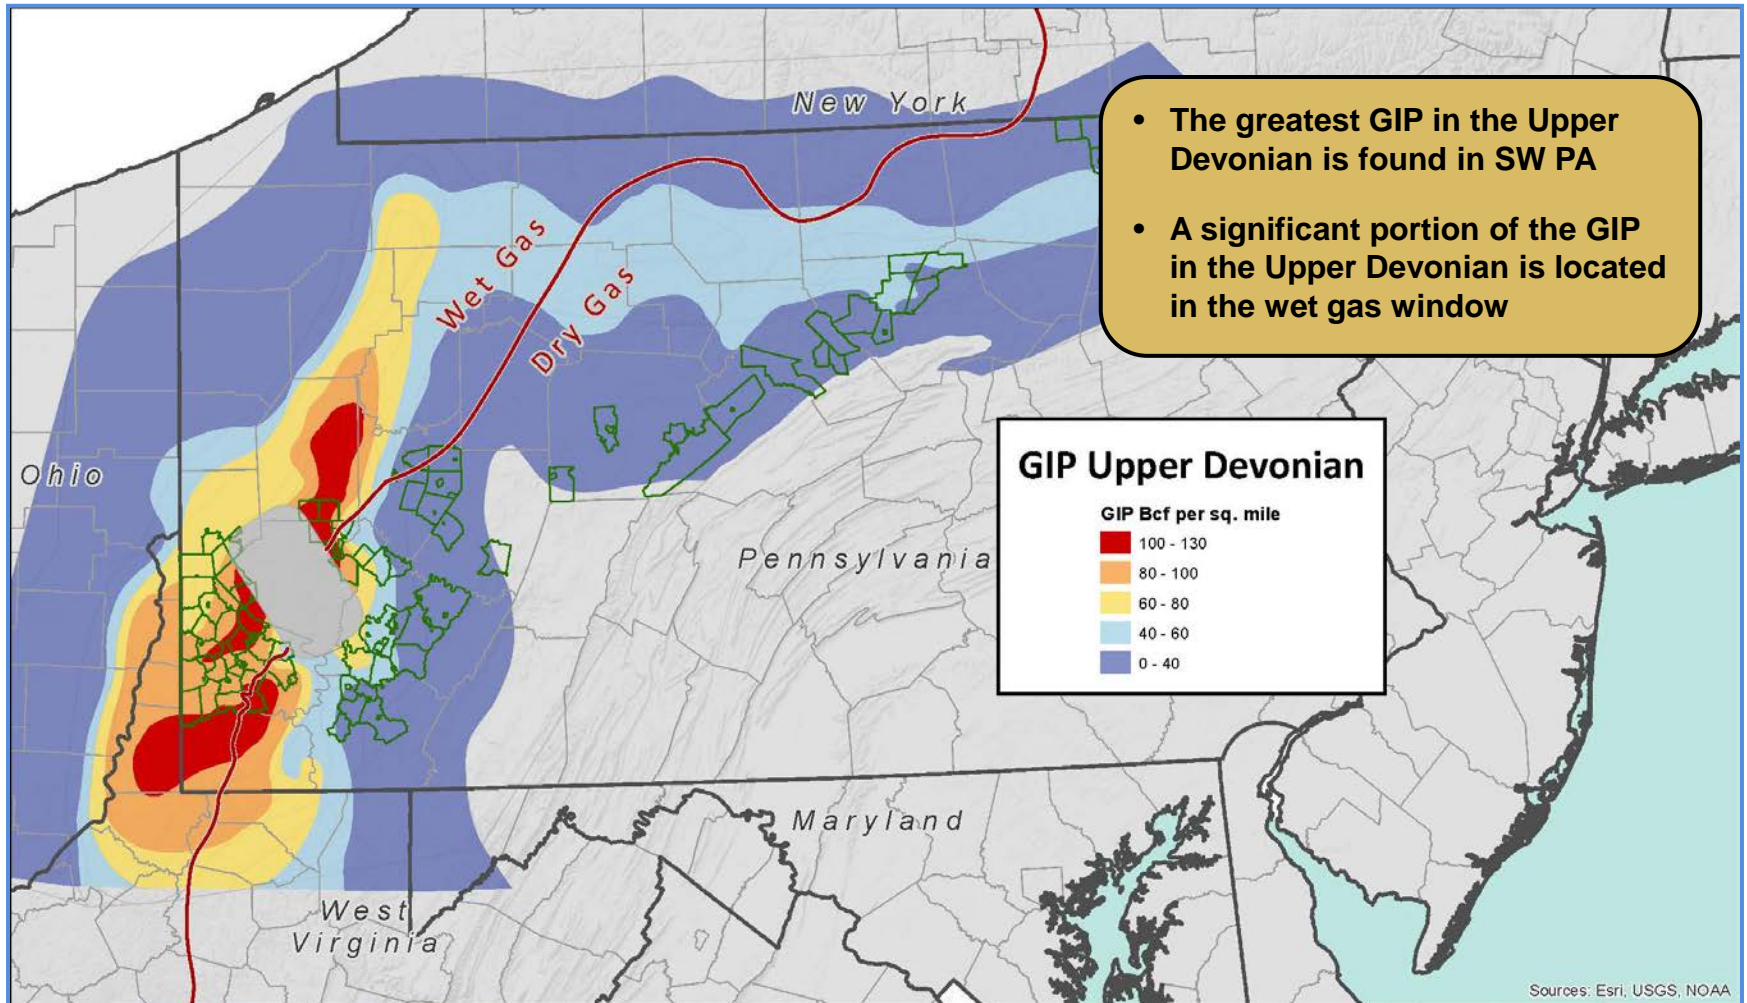 New York
• The greatest GIP in the Upper
Devonian is found in SW PA
• A significant portion of the GIP
in the Upper Devonian is located
in the wet gas window
Wet Gas
Dry Gas
Ohio
GIP Upper Devonian
GIP Bcf per sq. mile
100 - 130
80 - 100
60 - 80
40 - 60
0 - 40
Pennsylvania
Maryland
West
Virginia
Sources: Esri, USGS, NOAA